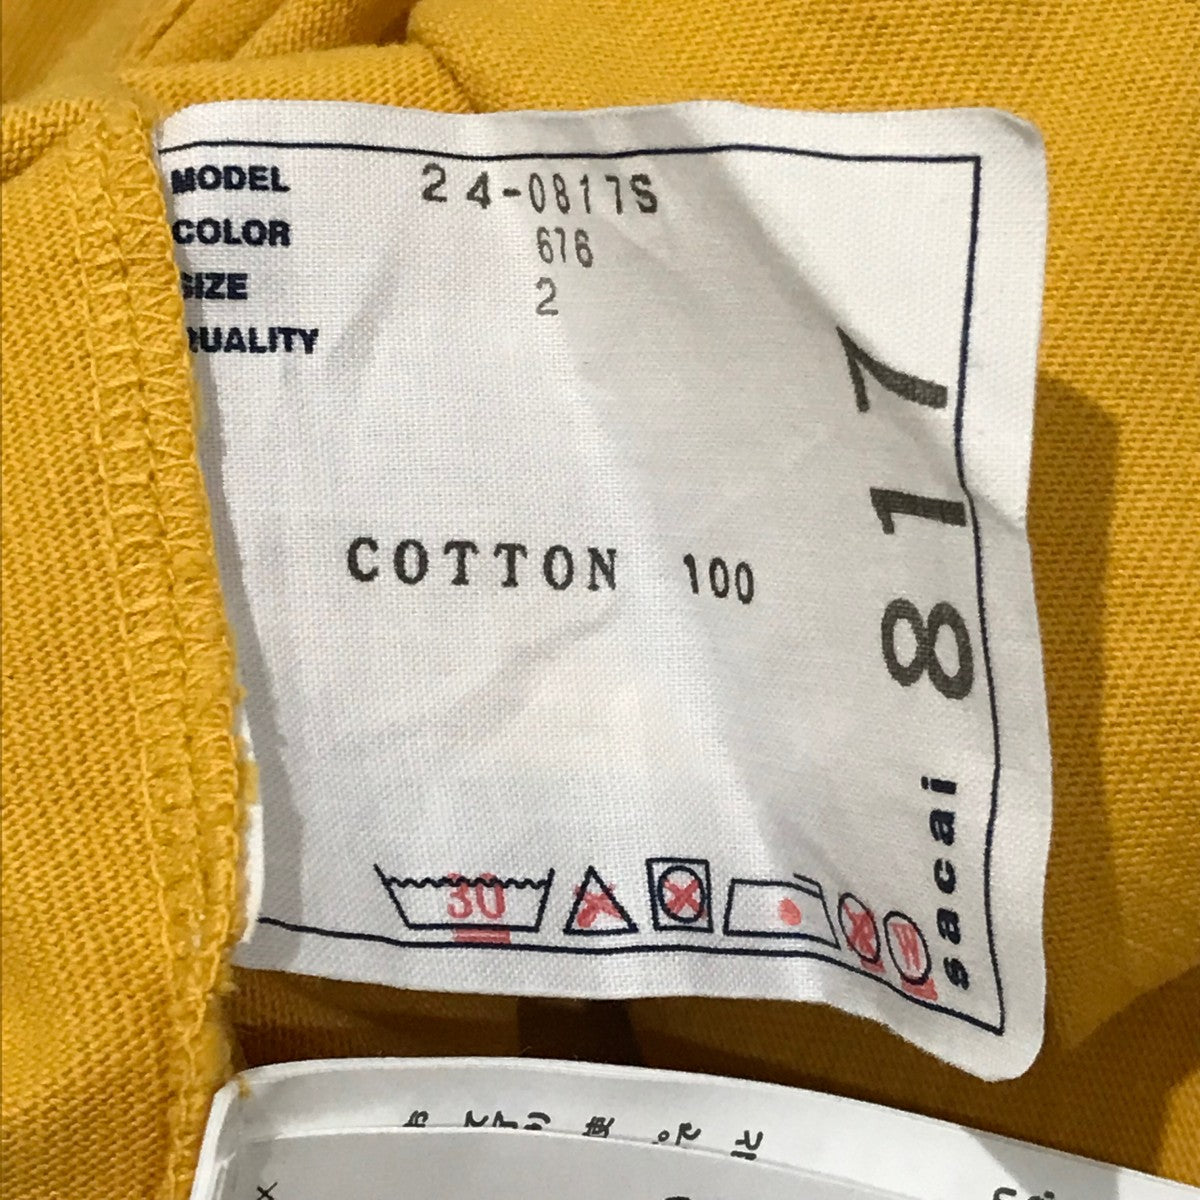 MODEL 24-0817S
COLOR 676
SIZE 2
QUALITY
COTTON 100
30
W
sacai 817